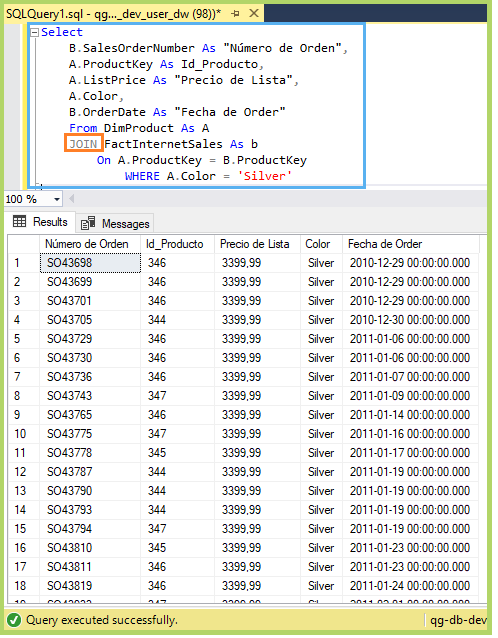 SQLQuery1.sql - qg..._dev_user_dw (98))*
Select
B.SalesOrderNumber As "Número de Orden",
A.ProductKey As Id_Producto,
A.ListPrice As "Precio de Lista",
A.Color,
B.OrderDate As "Fecha de Order"
From DimProduct As A
JOIN FactInternetSales As b
On A.ProductKey = B.ProductKey
WHERE A.Color = 'Silver'
100 %
Results Messages
Número de Orden Id_Producto Precio de Lista Color Fecha de Order
1 SO43698 346 3399,99 Silver 2010-12-29 00:00:00.000
2 SO43699 346 3399,99 Silver 2010-12-29 00:00:00.000
3 SO43701 346 3399,99 Silver 2010-12-29 00:00:00.000
4 SO43705 344 3399,99 Silver 2010-12-30 00:00:00.000
5 SO43729 346 3399,99 Silver 2011-01-06 00:00:00.000
6 SO43730 346 3399,99 Silver 2011-01-06 00:00:00.000
7 SO43736 346 3399,99 Silver 2011-01-07 00:00:00.000
8 SO43743 347 3399,99 Silver 2011-01-09 00:00:00.000
9 SO43765 346 3399,99 Silver 2011-01-14 00:00:00.000
10 SO43775 347 3399,99 Silver 2011-01-16 00:00:00.000
11 SO43778 345 3399,99 Silver 2011-01-17 00:00:00.000
12 SO43787 344 3399,99 Silver 2011-01-19 00:00:00.000
13 SO43790 344 3399,99 Silver 2011-01-19 00:00:00.000
14 SO43793 344 3399,99 Silver 2011-01-19 00:00:00.000
15 SO43794 347 3399,99 Silver 2011-01-19 00:00:00.000
16 SO43810 345 3399,99 Silver 2011-01-23 00:00:00.000
17 SO43811 346 3399,99 Silver 2011-01-23 00:00:00.000
18 SO43819 346 3399,99 Silver 2011-01-24 00:00:00.000
Query executed successfully. qg-db-dev